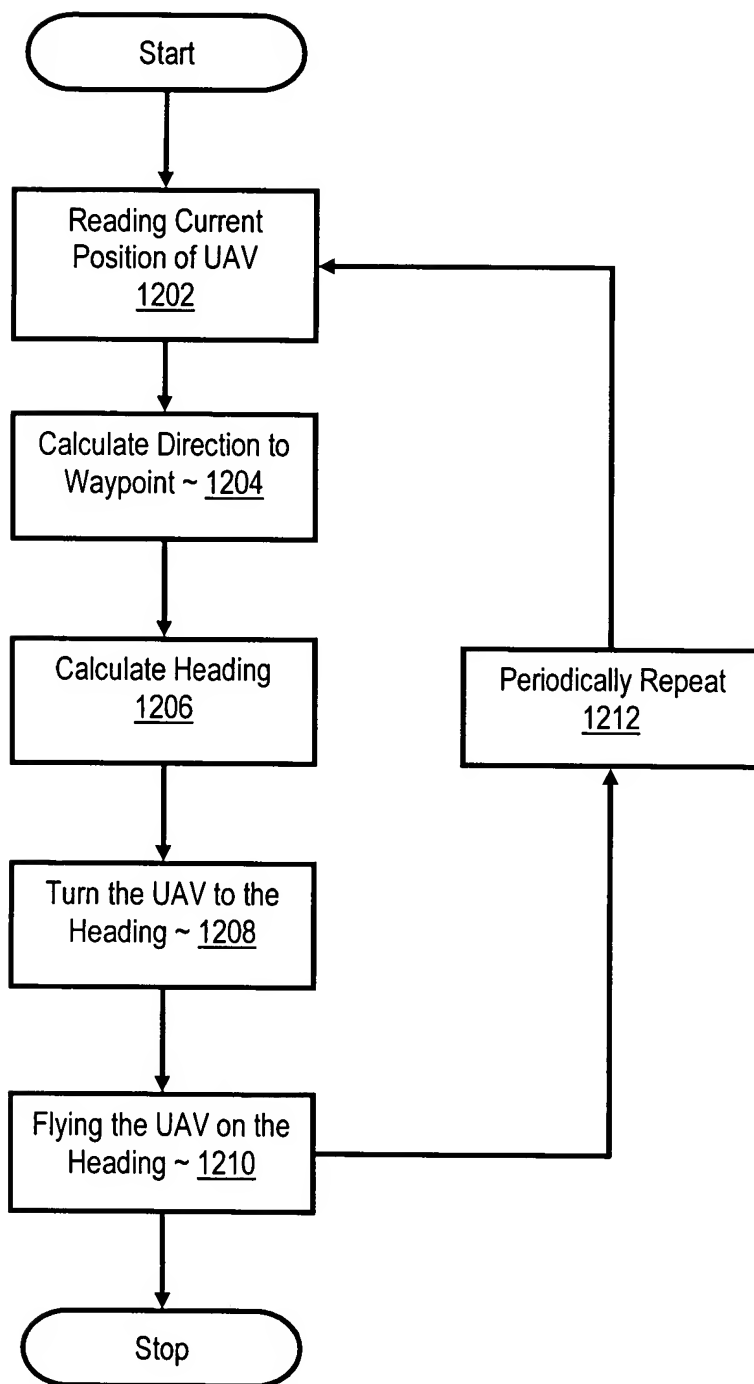 Start
Reading Current
Position of UAV
1202
Calculate Direction to
Waypoint ~ 1204
Calculate Heading
1206
Periodically Repeat
1212
Turn the UAV to the
Heading ~ 1208
Flying the UAV on the
Heading ~ 1210
Stop